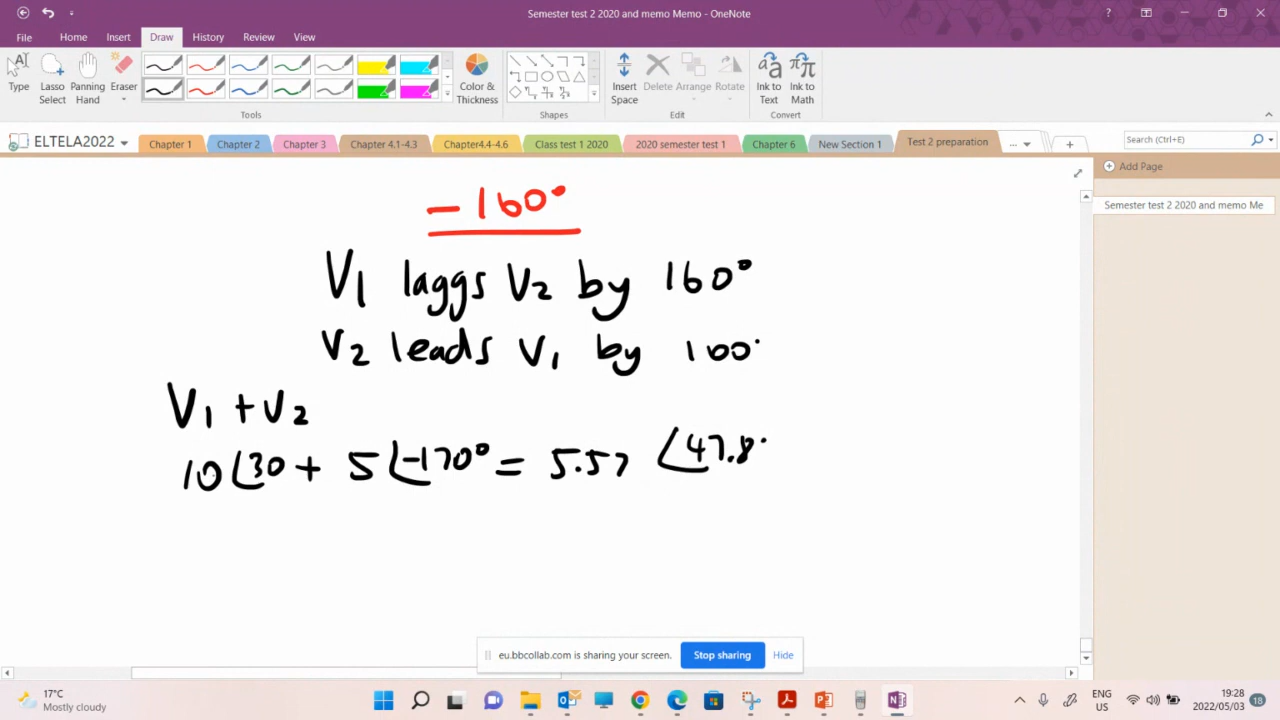 Semester test 2 2020 and memo Memo - OneNote
File Home Insert Draw History Review View
Type
Lasso Select
Panning Hand
Eraser
Color & Thickness
Insert Space
Delete
Arrange
Rotate
Ink to Text
Ink to Math
Tools
Shapes
Edit
Convert
ELTELA2022
Chapter 1
Chapter 2
Chapter 3
Chapter 4.1-4.3
Chapter4.4-4.6
Class test 1 2020
2020 semester test 1
Chapter 6
New Section 1
Test 2 preparation
...
Search (Ctrl+E)
Add Page
Semester test 2 2020 and memo Me
-160°
V1 laggs V2 by 160°
V2 leads V1 by 160°
V1 + V2
10∠30 + 5∠-170° = 5.57 ∠47.8°
eu.bbcollab.com is sharing your screen.
Stop sharing
Hide
17°C
Mostly cloudy
ENG
US
19:28
2022/05/03
18